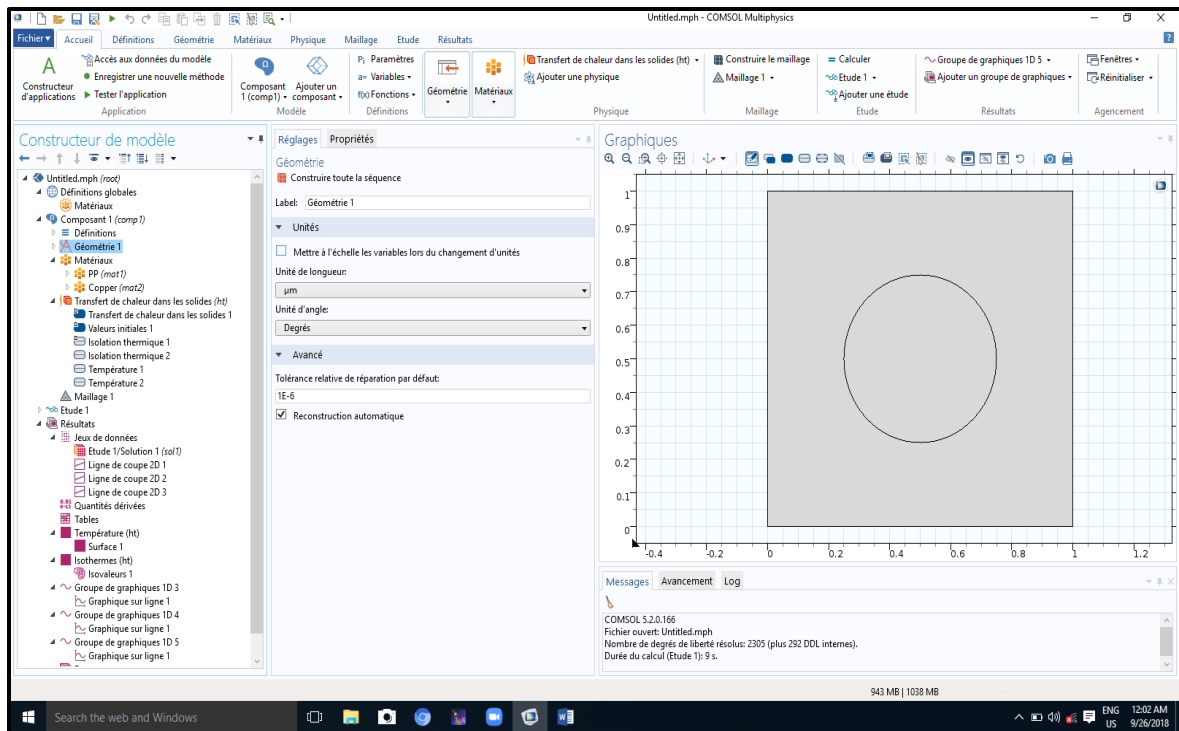 Untitled.mph - COMSOL Multiphysics
Fichier Accueil Définitions Géométrie Matériaux Physique Maillage Etude Résultats
A
Constructeur d'applications
Accès aux données du modèle
Enregistrer une nouvelle méthode
Tester l'application
Application
Composant 1 (comp1)
Ajouter un composant
Modèle
Pi Paramètres
a= Variables
f(x) Fonctions
Définitions
Géométrie
Matériaux
Transfert de chaleur dans les solides (ht)
Ajouter une physique
Physique
Construire le maillage
Maillage 1
Maillage
= Calculer
Etude 1
Ajouter une étude
Etude
Groupe de graphiques 1D 5
Ajouter un groupe de graphiques
Résultats
Fenêtres
Réinitialiser
Agencement
Constructeur de modèle
Untitled.mph (root)
Définitions globales
Matériaux
Composant 1 (comp1)
Définitions
Géométrie 1
Matériaux
PP (mat1)
Copper (mat2)
Transfert de chaleur dans les solides (ht)
Transfert de chaleur dans les solides 1
Valeurs initiales 1
Isolation thermique 1
Isolation thermique 2
Température 1
Température 2
Maillage 1
Etude 1
Résultats
Jeux de données
Etude 1/Solution 1 (sol1)
Ligne de coupe 2D 1
Ligne de coupe 2D 2
Ligne de coupe 2D 3
Quantités dérivées
Tables
Température (ht)
Surface 1
Isothermes (ht)
Isovaleurs 1
Groupe de graphiques 1D 3
Graphique sur ligne 1
Groupe de graphiques 1D 4
Graphique sur ligne 1
Groupe de graphiques 1D 5
Graphique sur ligne 1
Réglages Propriétés
Géométrie
Construire toute la séquence
Label: Géométrie 1
Unités
Mettre à l'échelle les variables lors du changement d'unités
Unité de longueur:
µm
Unité d'angle:
Degrés
Avancé
Tolérance relative de réparation par défaut:
1E-6
Reconstruction automatique
Graphiques
1
0.9
0.8
0.7
0.6
0.5
0.4
0.3
0.2
0.1
0
-0.4 -0.2 0 0.2 0.4 0.6 0.8 1 1.2
Messages Avancement Log
COMSOL 5.2.0.166
Fichier ouvert: Untitled.mph
Nombre de degrés de liberté résolus: 2305 (plus 292 DDL internes).
Durée du calcul (Etude 1): 9 s.
943 MB | 1038 MB
Search the web and Windows
ENG
US
12:02 AM
9/26/2018